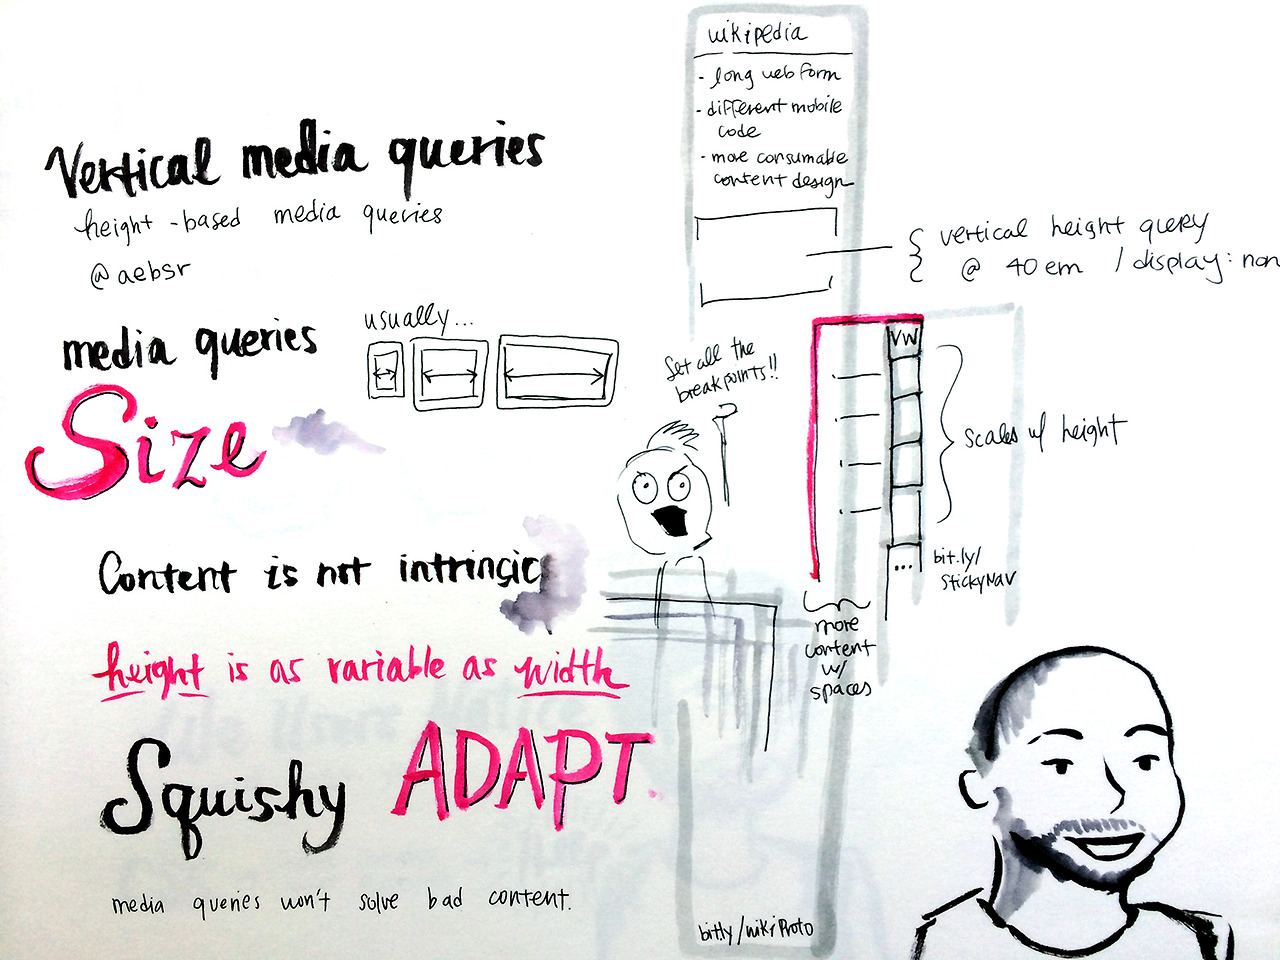 Vertical media queries
height-based media queries
@aebsr
media queries
usually...
Size
Content is not intrinsic
height is as variable as width
Squishy ADAPT.
media queries won't solve bad content.
wikipedia
- long web form
- different mobile
code
- more consumable
content design
vertical height query
@ 40em / display: non
Set all the
breakpoints!!
VW
scales w/ height
...
bit.ly/
StickyNav
more
content
w/
spaces
bit.ly/wikiProto